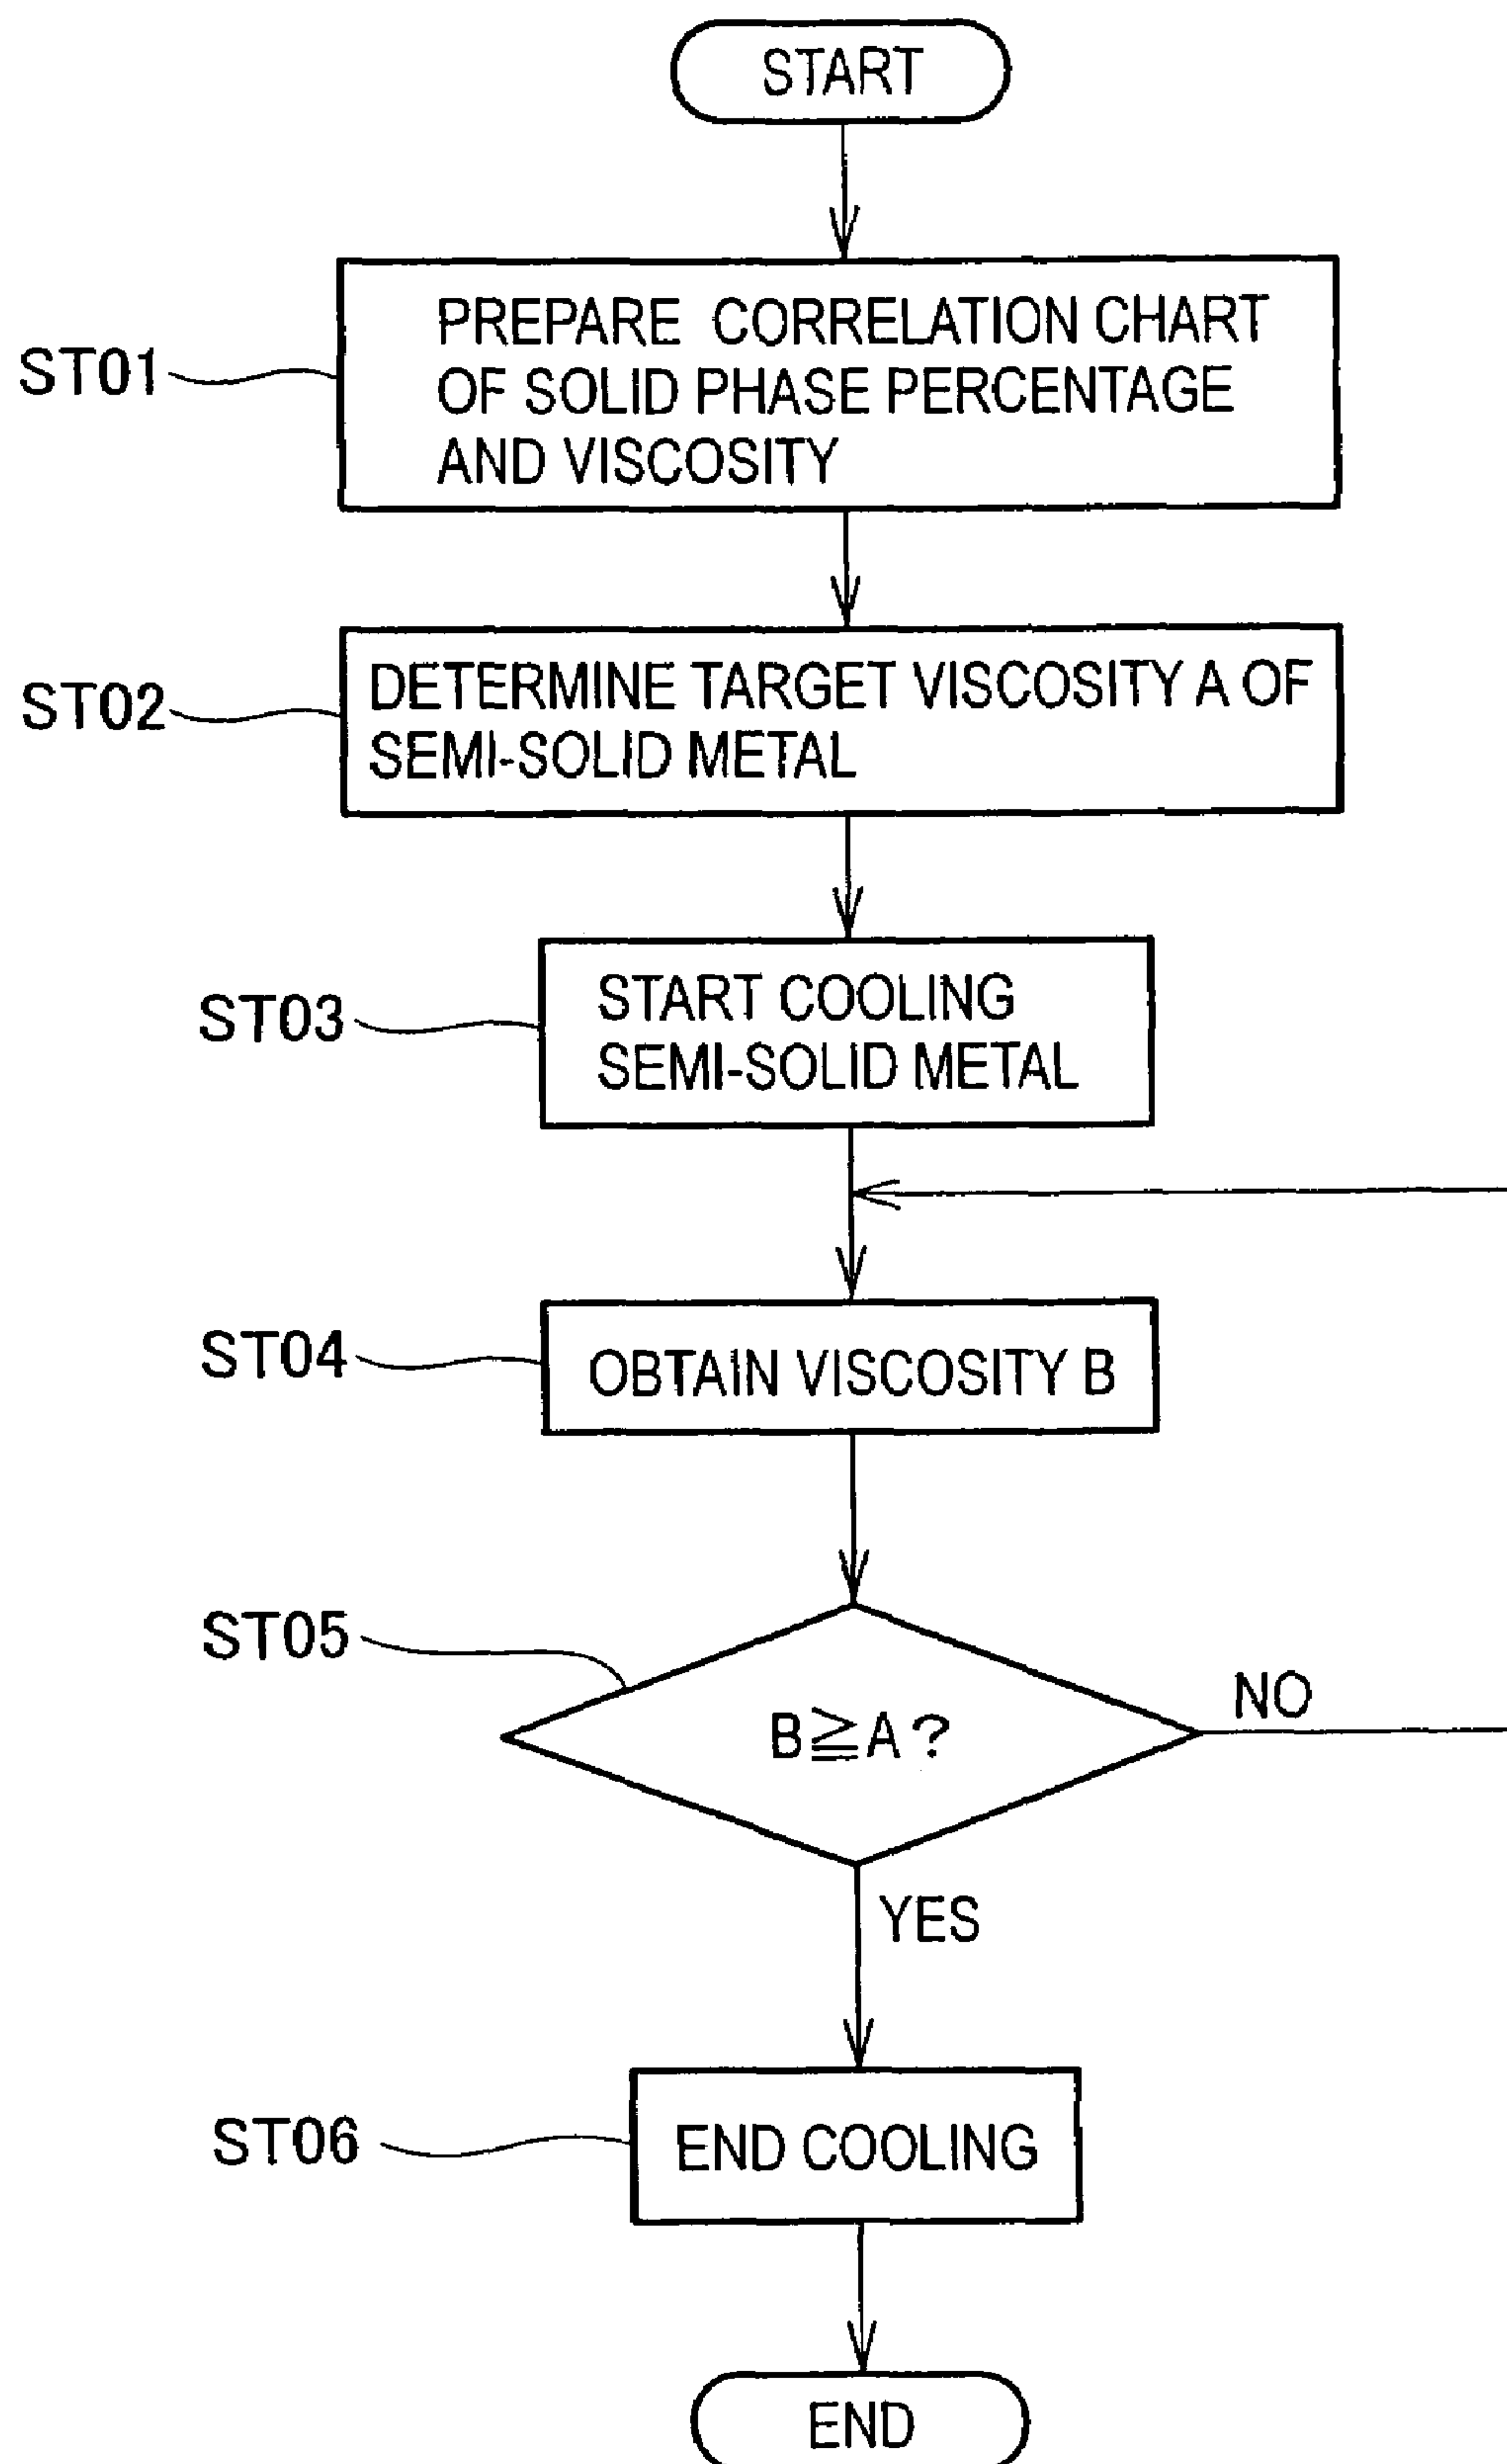 START
ST01
PREPARE CORRELATION CHART
OF SOLID PHASE PERCENTAGE
AND VISCOSITY
ST02
DETERMINE TARGET VISCOSITY A OF
SEMI-SOLID METAL
ST03
START COOLING
SEMI-SOLID METAL
ST04
OBTAIN VISCOSITY B
ST05
B≧A?
NO
YES
ST06
END COOLING
END